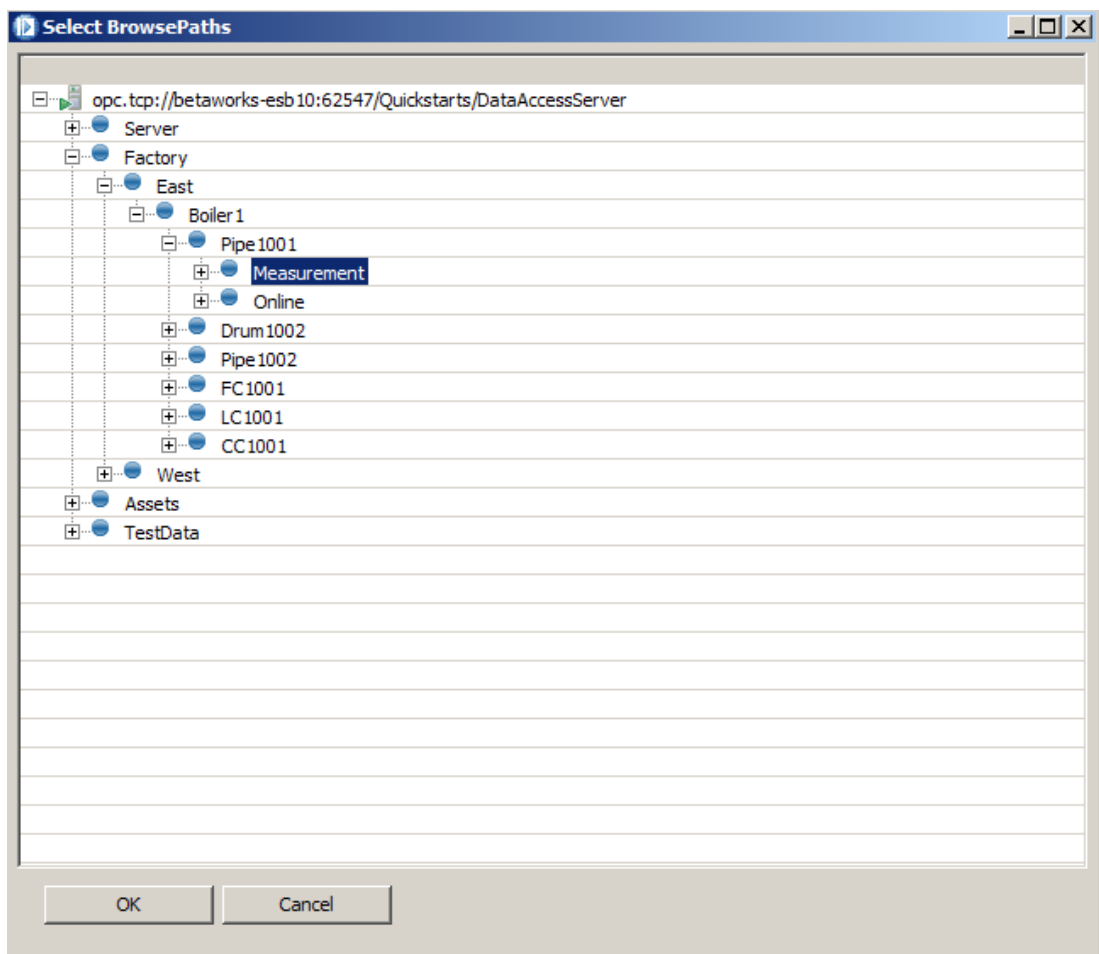 Select BrowsePaths
opc.tcp://betaworks-esb10:62547/Quickstarts/DataAccessServer
Server
Factory
East
Boiler1
Pipe1001
Measurement
Online
Drum1002
Pipe1002
FC1001
LC1001
CC1001
West
Assets
TestData
OK Cancel